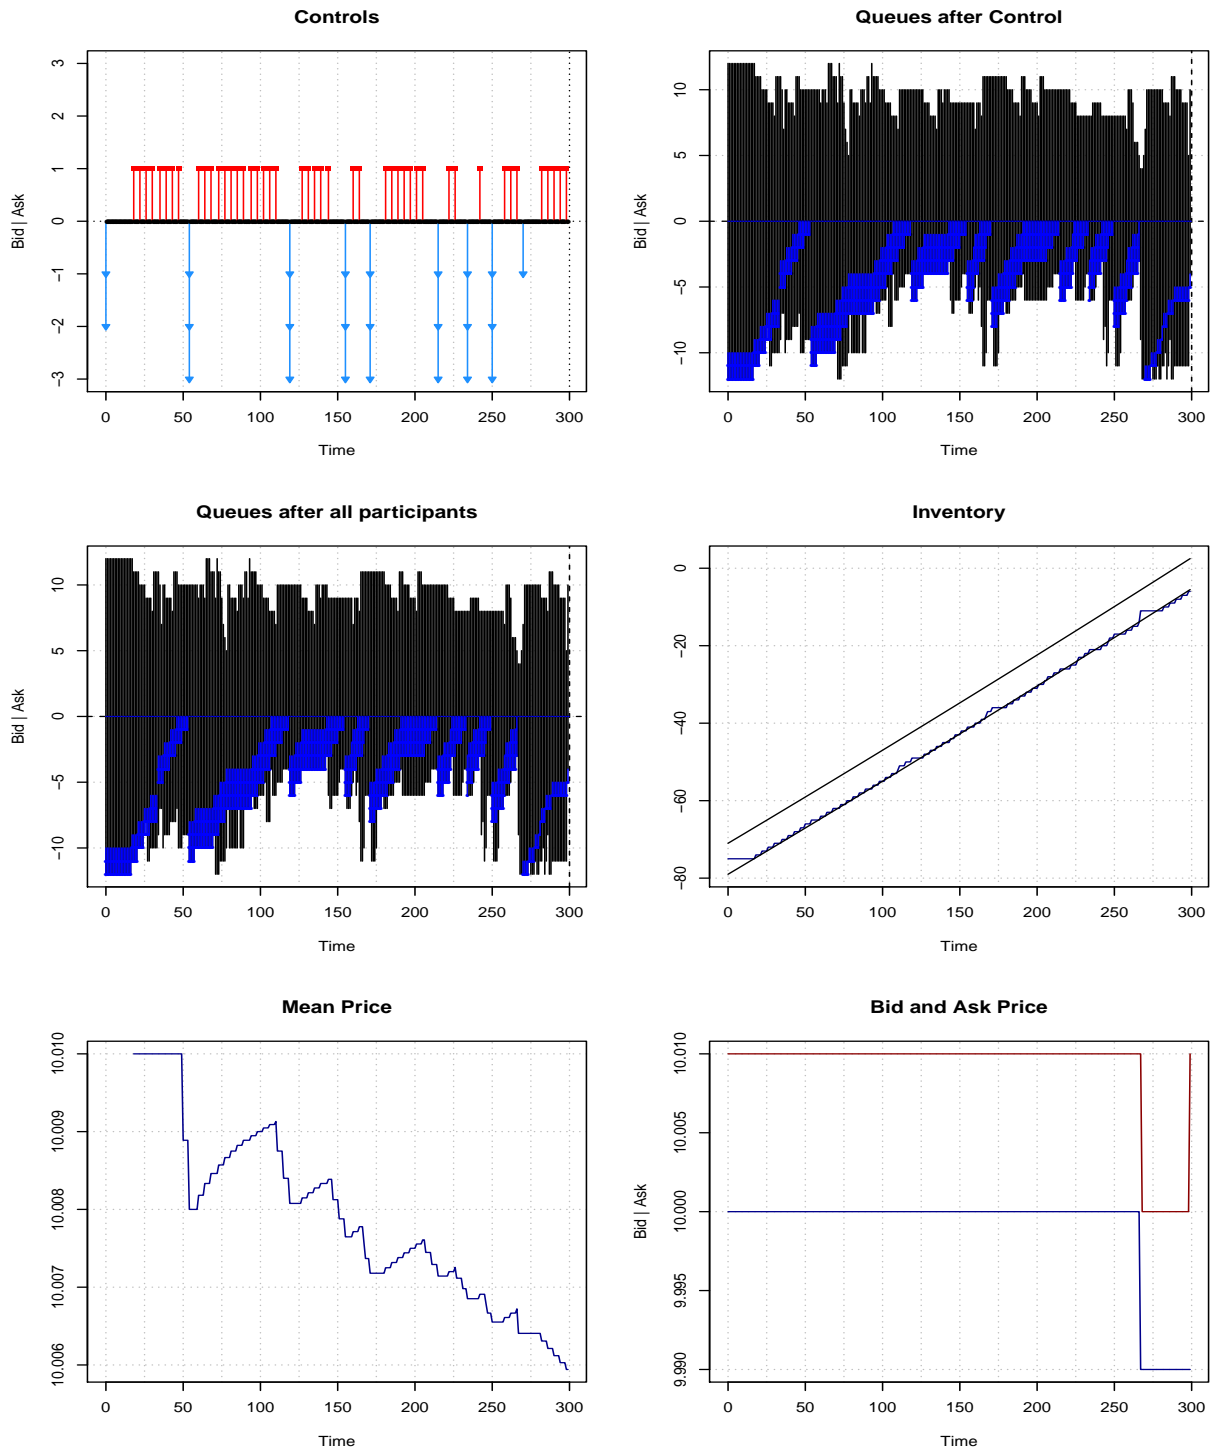 Controls
Bid | Ask
3
2
1
0
−1
−2
−3
0 50 100 150 200 250 300
Time
Queues after Control
Bid | Ask
10
5
0
−5
−10
0 50 100 150 200 250 300
Time
Queues after all participants
Bid | Ask
10
5
0
−5
−10
0 50 100 150 200 250 300
Time
Inventory
0
−20
−40
−60
−80
0 50 100 150 200 250 300
Time
Mean Price
10.010
10.009
10.008
10.007
10.006
0 50 100 150 200 250 300
Time
Bid and Ask Price
Bid | Ask
10.010
10.005
10.000
9.995
9.990
0 50 100 150 200 250 300
Time